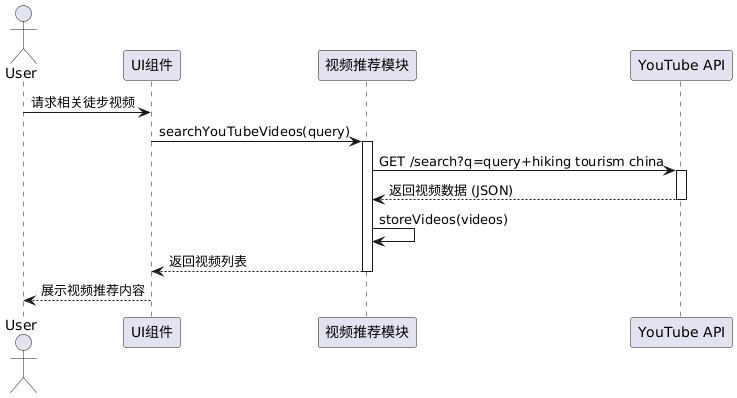 User
UI组件
视频推荐模块
YouTube API
请求相关徒步视频
searchYouTubeVideos(query)
GET /search?q=query+hiking tourism china
返回视频数据 (JSON)
storeVideos(videos)
返回视频列表
展示视频推荐内容
User
UI组件
视频推荐模块
YouTube API